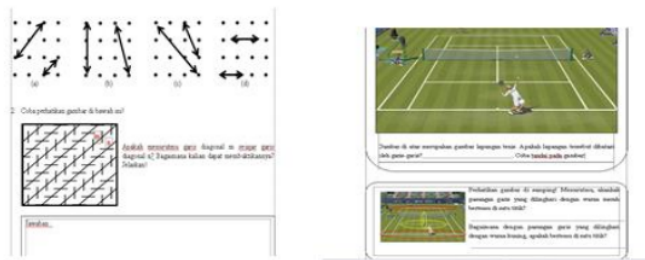 (a) (b) (c) (d)
2. Coba perhatikan gambar di bawah ini!
Apakah menurutmu garis diagonal m sejajar garis
diagonal n? Bagaimana kalian dapat membuktikannya?
Jelaskan!
Jawaban:
Gambar di atas merupakan gambar lapangan tenis. Apakah lapangan tersebut dibatasi
oleh garis-garis? Coba tandai pada gambar!
Perhatikan gambar di samping! Menurutmu, akankah
pasangan garis yang dilingkari dengan warna merah
bertemu di satu titik?
Bagaimana dengan pasangan garis yang dilingkari
dengan warna kuning, apakah bertemu di satu titik?